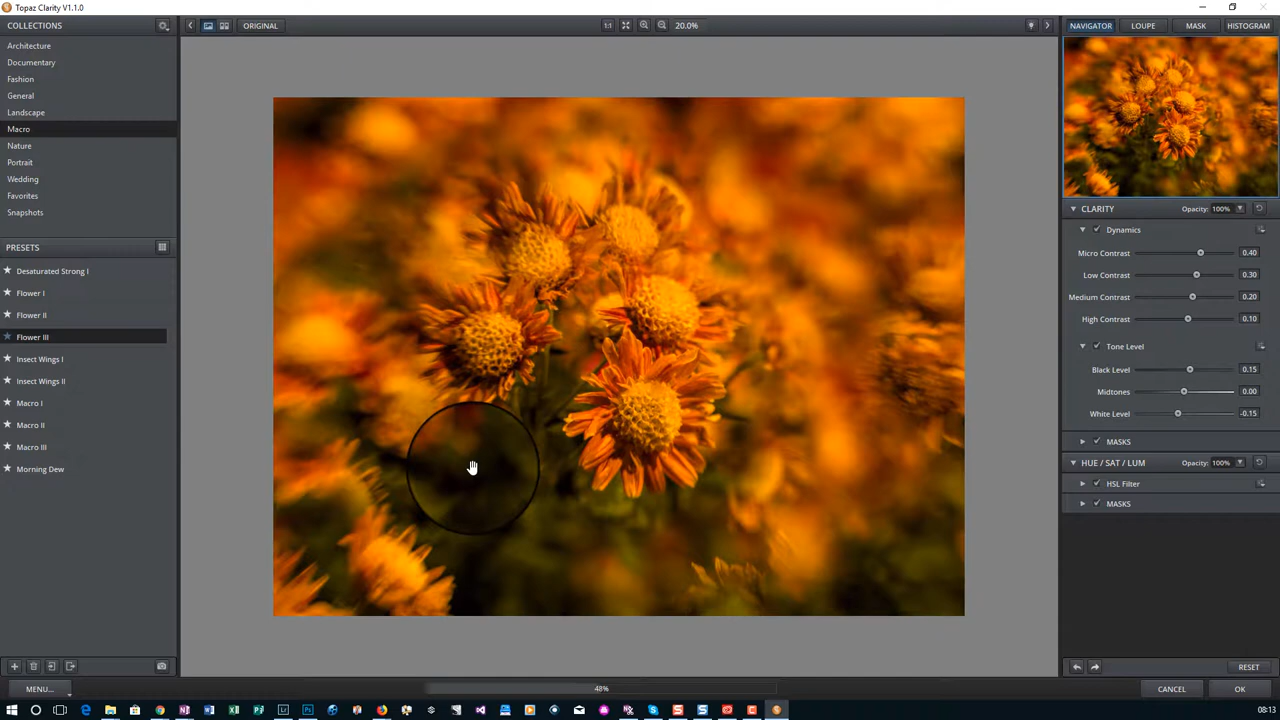 Topaz Clarity V1.1.0
COLLECTIONS
ORIGINAL
1:1
20.0%
NAVIGATOR
LOUPE
MASK
HISTOGRAM
Architecture
Documentary
Fashion
General
Landscape
Macro
Nature
Portrait
Wedding
Favorites
Snapshots
PRESETS
Desaturated Strong I
Flower I
Flower II
Flower III
Insect Wings I
Insect Wings II
Macro I
Macro II
Macro III
Morning Dew
CLARITY
Opacity: 100%
Dynamics
Micro Contrast 0.40
Low Contrast 0.30
Medium Contrast 0.20
High Contrast 0.10
Tone Level
Black Level 0.15
Midtones 0.00
White Level -0.15
MASKS
HUE / SAT / LUM Opacity: 100%
HSL Filter
MASKS
RESET
MENU...
48%
CANCEL
OK
08:13